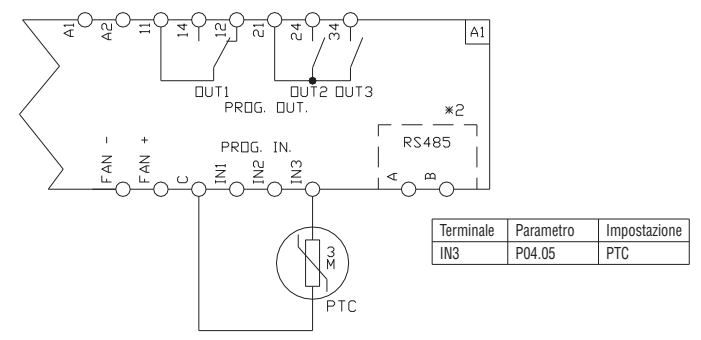 A1 A2 11 14 12 21 24 34
A1
OUT1 OUT2 OUT3
PROG. OUT.
*2
RS485
PROG. IN.
FAN - FAN + C IN1 IN2 IN3 A B
3
M
PTC
Terminale Parametro Impostazione
IN3 P04.05 PTC